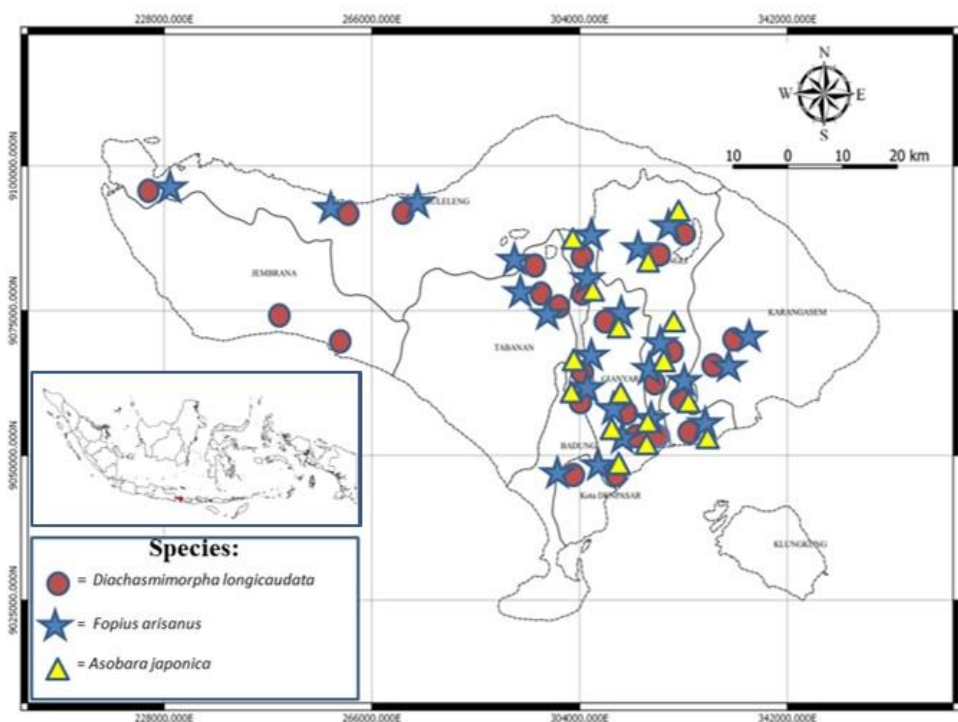 228000.000E 266000.000E 304000.000E 342000.000E
N
W E
S
10 0 10 20 km
9100000.000N
JEMBRANA
9075000.000N
KARANGASEM
TABANAN
BADUNG
9050000.000N
Kota DENPASAR
KLUNGKUNG
9025000.000N
Species:
= Diachasmimorpha longicaudata
= Fopius arisanus
= Asobara japonica
228000.000E 266000.000E 304000.000E 342000.000E